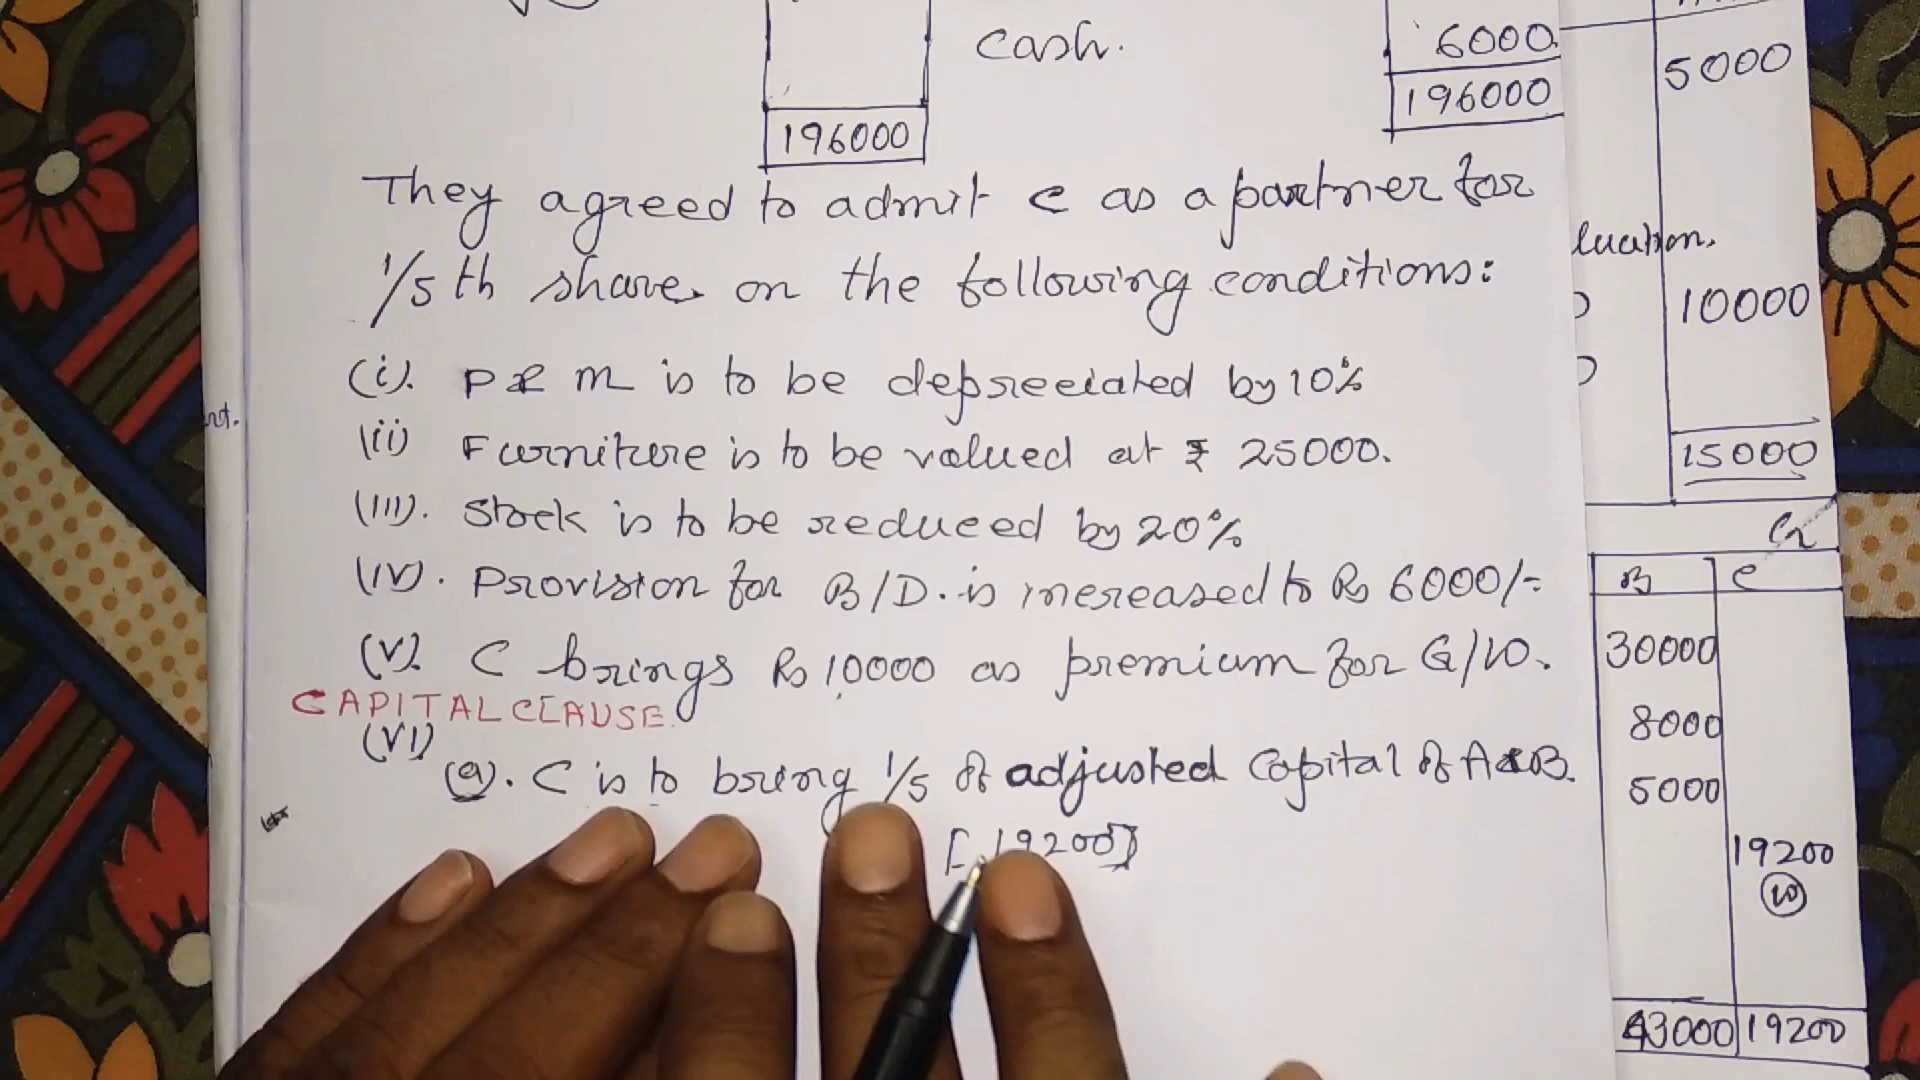 cash.
6000
196000
196000
They agreed to admit C as a partner for
1/5th share on the following conditions:
(i). P & M is to be depreciated by 10%
(ii) Furniture is to be valued at ₹ 25000.
(III). Stock is to be reduced by 20%
(IV). Provision for B/D. is increased to Rs 6000/-
(V). C brings Rs 10000 as premium for G/W.
CAPITAL CLAUSE.
(VI)
(a). C is to bring 1/5 of adjusted Capital of A & B.
[19200]
5000
luation.
10000
15000
Cr
B C
30000
8000
5000
19200
W
43000 19200